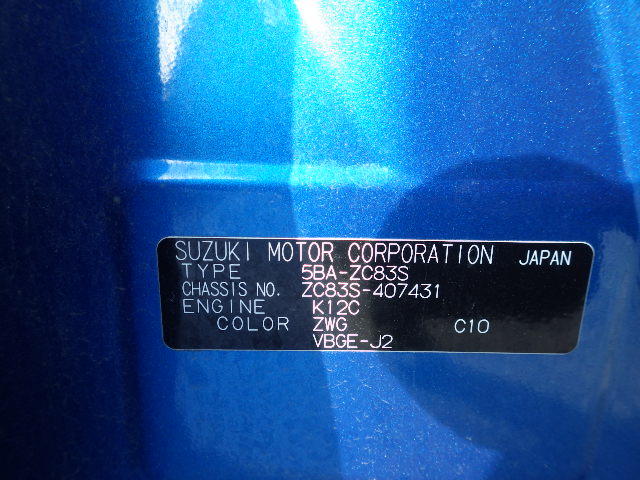 SUZUKI MOTOR CORPORATION JAPAN
TYPE 5BA-ZC83S
CHASSIS NO. ZC83S-407431
ENGINE K12C
COLOR ZWG C10
VBGE-J2